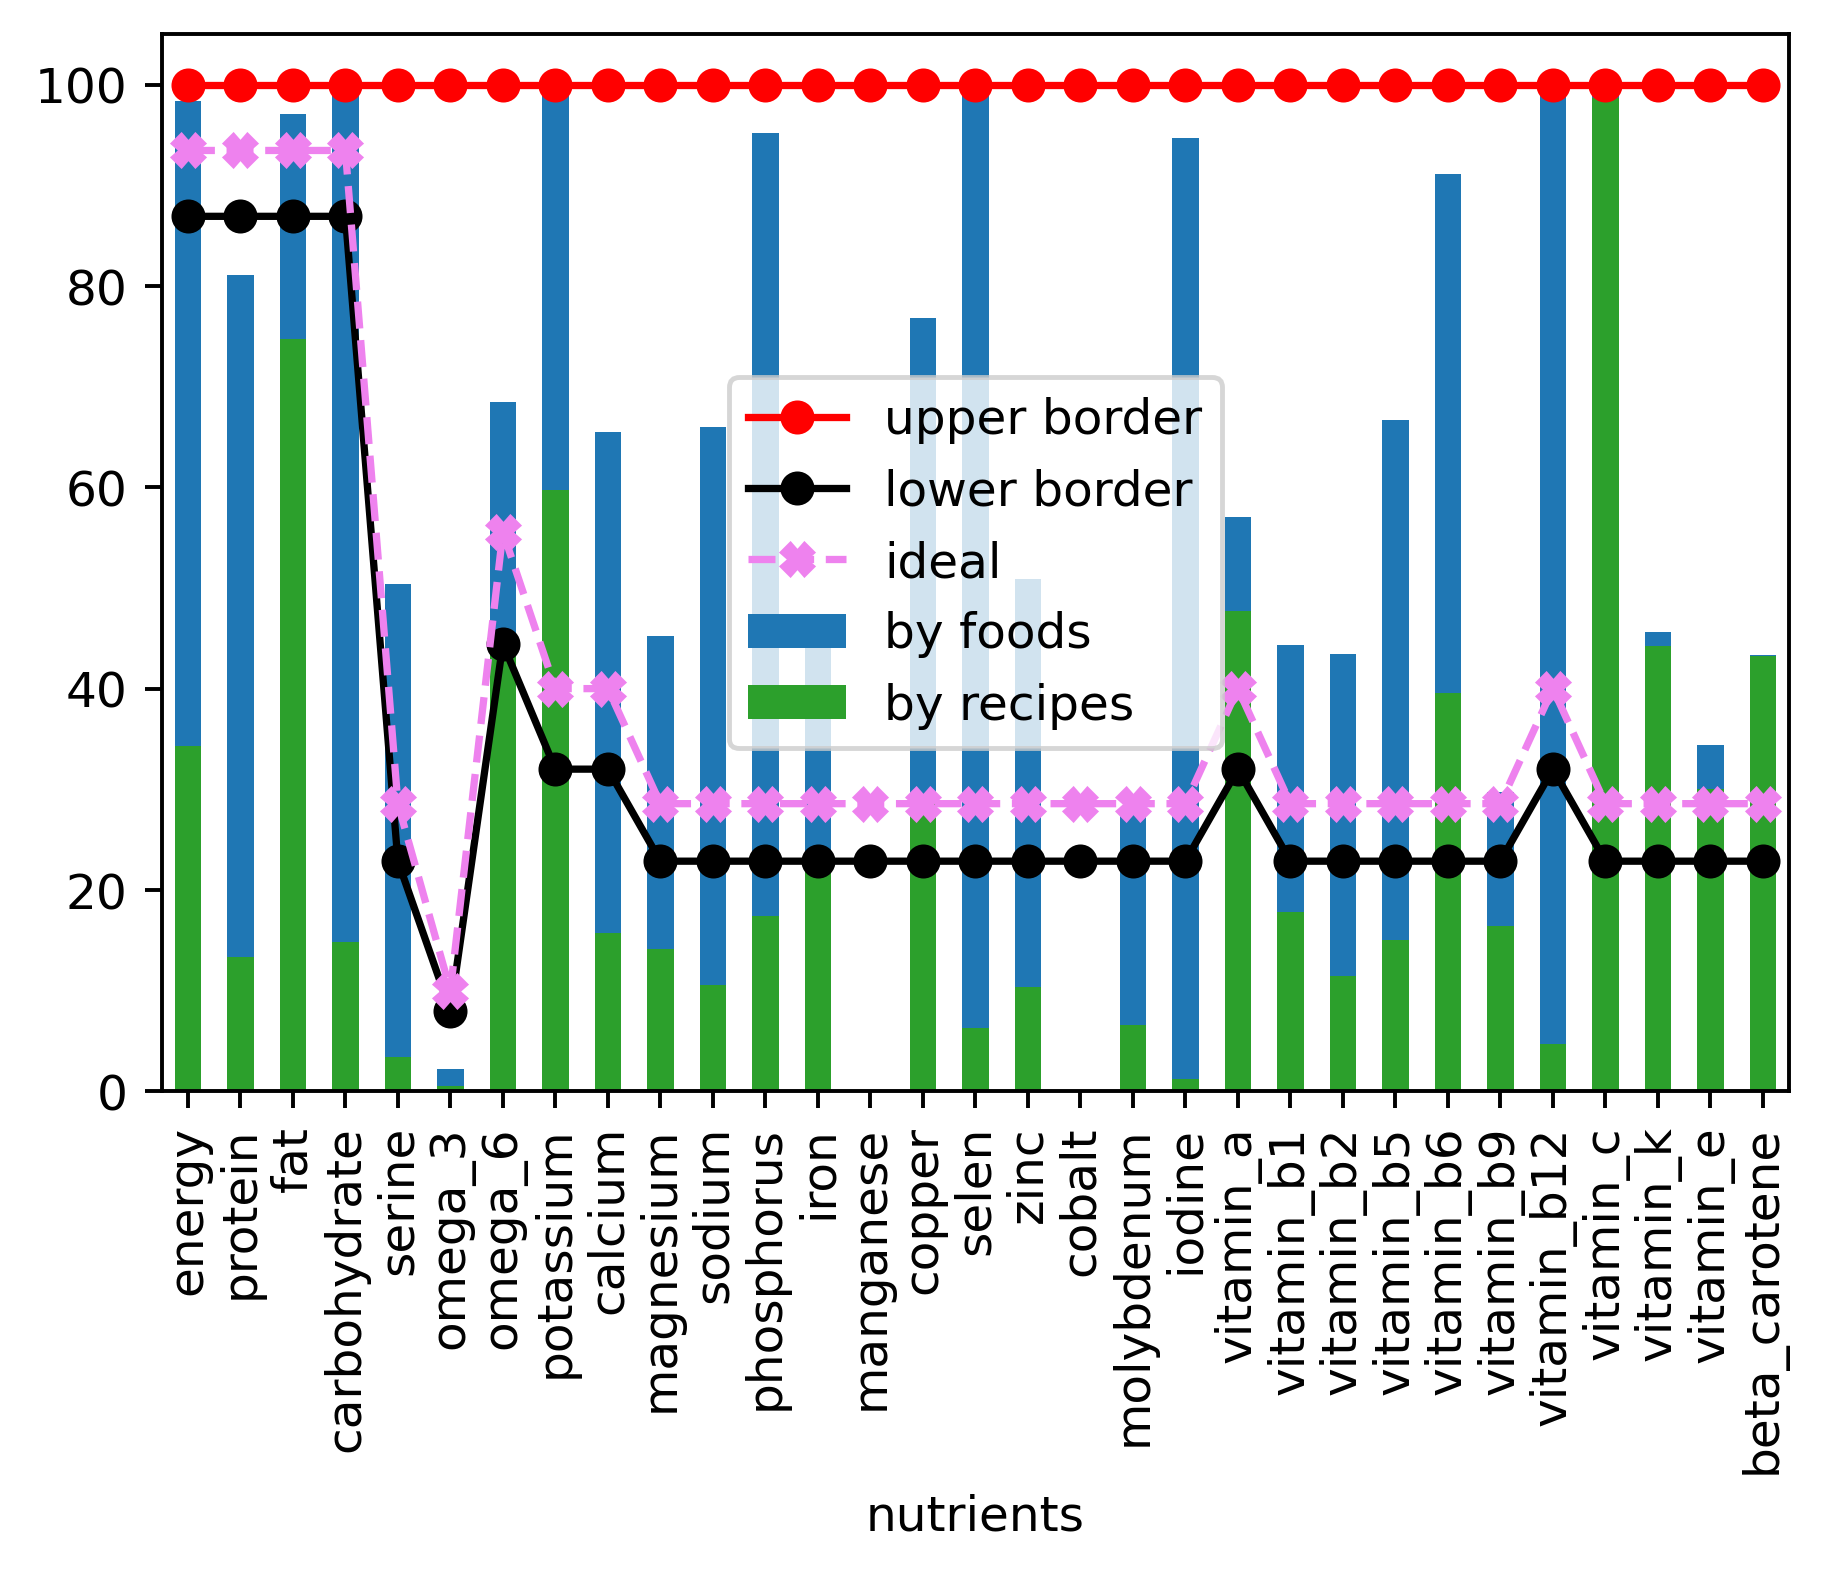 100
80
60
40
20
0
upper border
lower border
ideal
by foods
by recipes
energy
protein
fat
carbohydrate
serine
omega_3
omega_6
potassium
calcium
magnesium
sodium
phosphorus
iron
manganese
copper
selen
zinc
cobalt
molybdenum
iodine
vitamin_a
vitamin_b1
vitamin_b2
vitamin_b5
vitamin_b6
vitamin_b9
vitamin_b12
vitamin_c
vitamin_k
vitamin_e
beta_carotene
nutrients